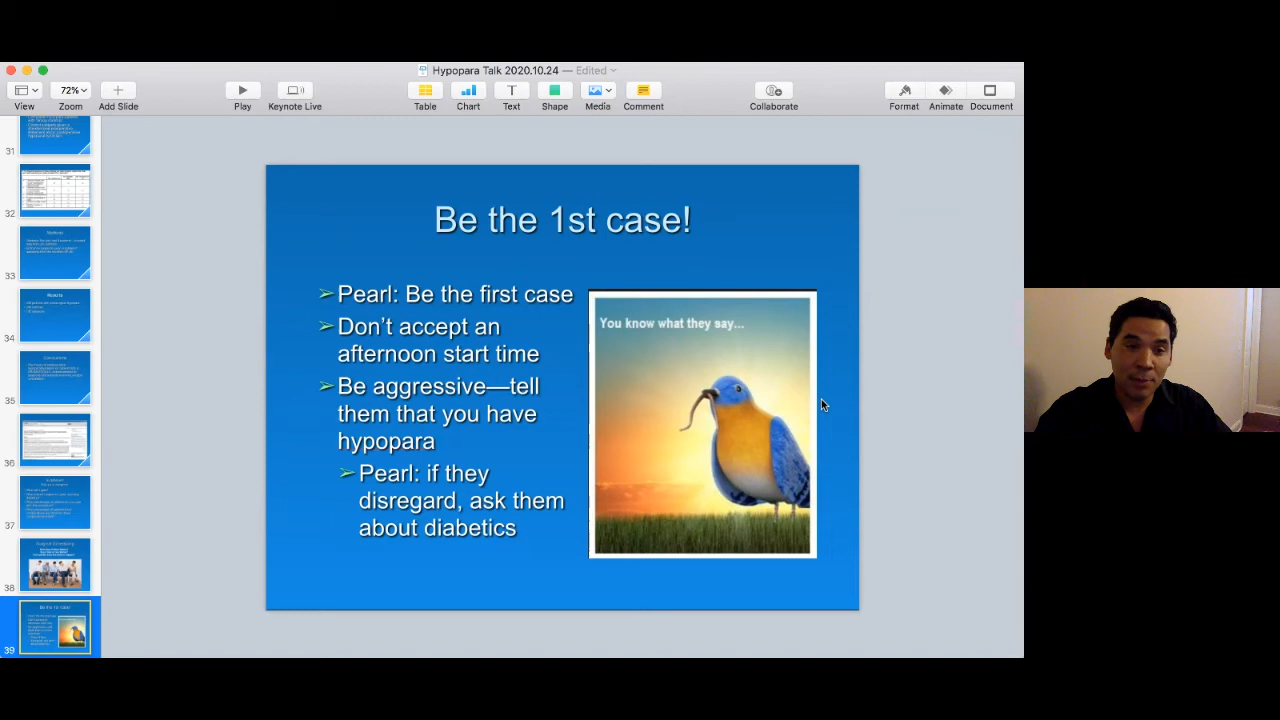 Hypopara Talk 2020.10.24 — Edited
72%
View
Zoom
Add Slide
Play
Keynote Live
Table
Chart
Text
Shape
Media
Comment
Collaborate
Format
Animate
Document
31
32
33
34
Results
35
36
37
38
39
Be the 1st case!
➢Pearl: Be the first case
➢Don’t accept an
afternoon start time
➢Be aggressive—tell
them that you have
hypopara
➢Pearl: if they
disregard, ask them
about diabetics
You know what they say...